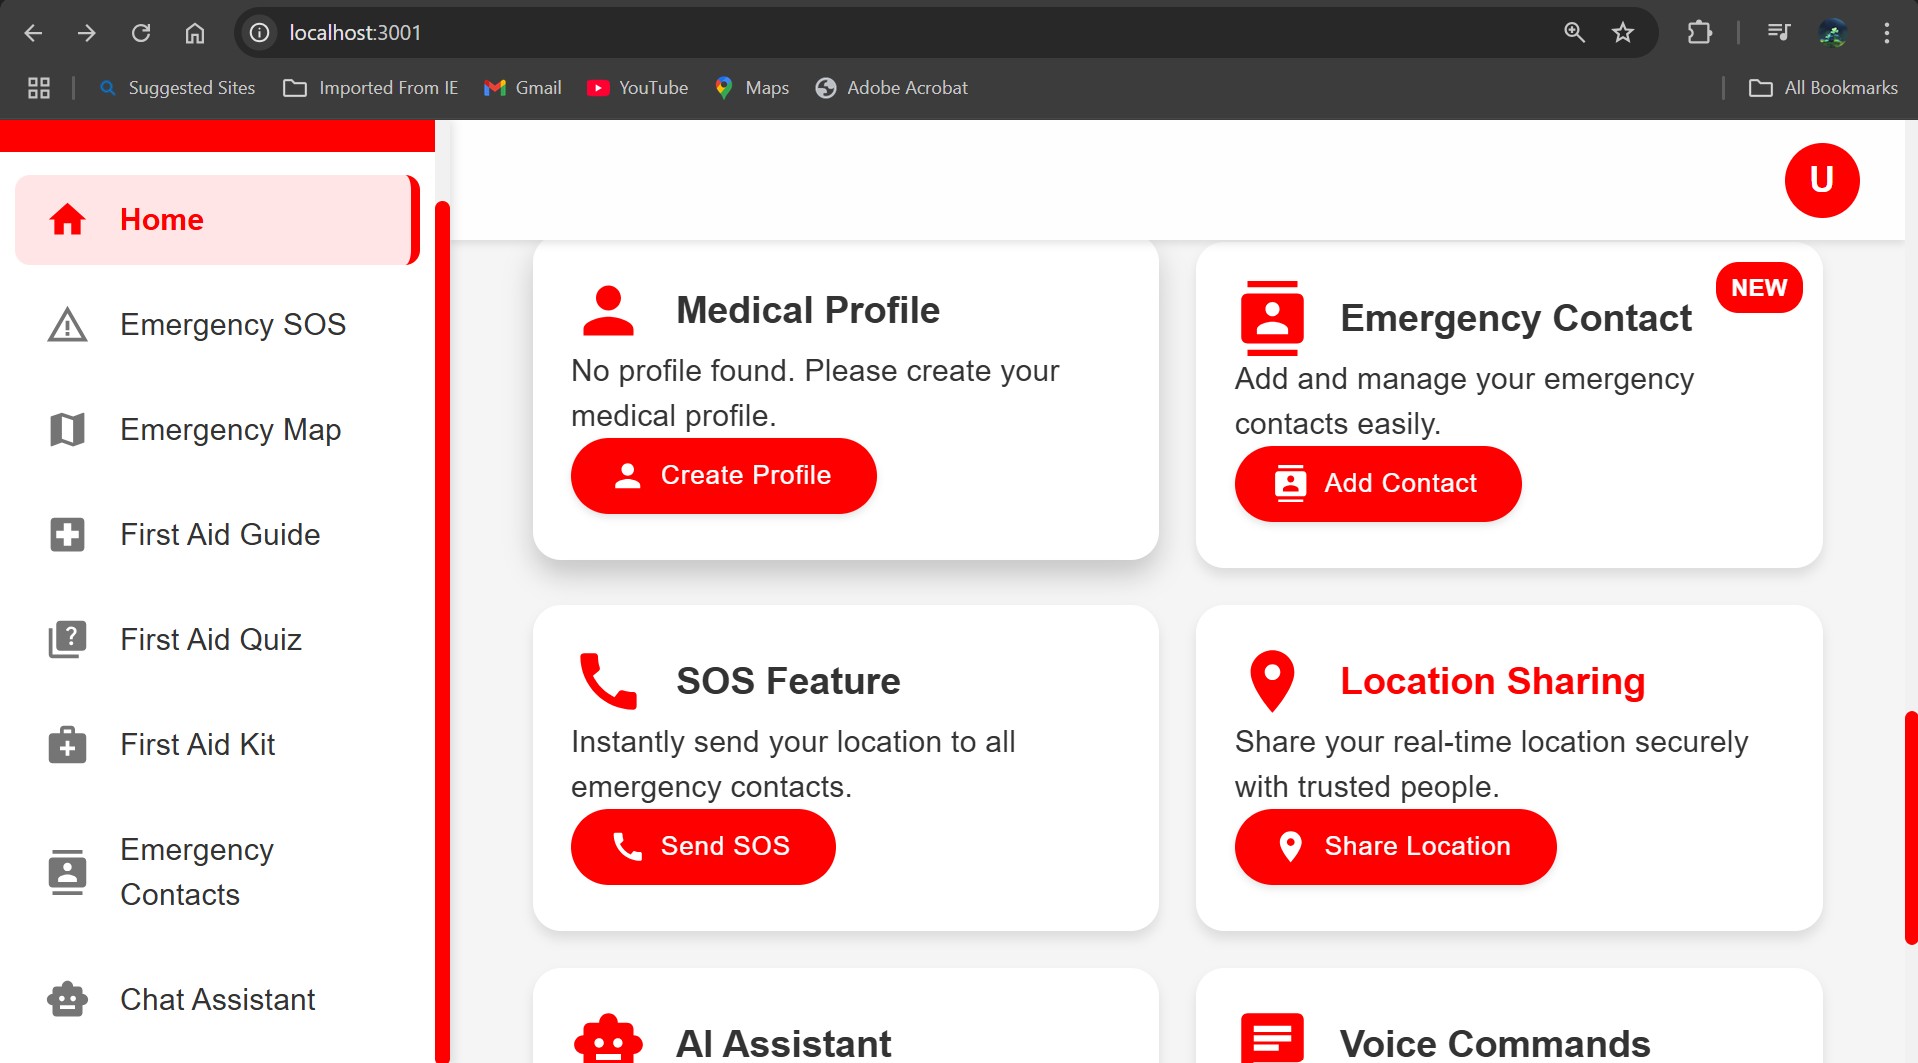 localhost:3001
Suggested Sites
Imported From IE
Gmail
YouTube
Maps
Adobe Acrobat
All Bookmarks
U
Home
Emergency SOS
Emergency Map
First Aid Guide
First Aid Quiz
First Aid Kit
Emergency
Contacts
Chat Assistant
Medical Profile
No profile found. Please create your
medical profile.
Create Profile
NEW
Emergency Contact
Add and manage your emergency
contacts easily.
Add Contact
SOS Feature
Instantly send your location to all
emergency contacts.
Send SOS
Location Sharing
Share your real-time location securely
with trusted people.
Share Location
AI Assistant
Voice Commands